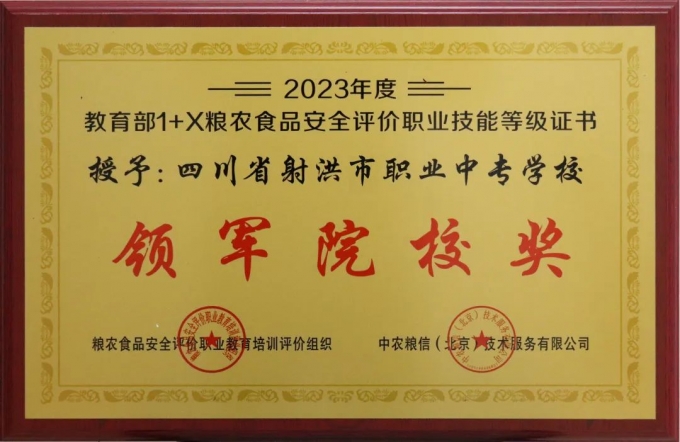 2023年度
教育部1+X粮农食品安全评价职业技能等级证书
授予：四川省射洪市职业中专学校
领军院校奖
粮农食品安全评价职业教育培训评价组织
中农粮信（北京）技术服务有限公司